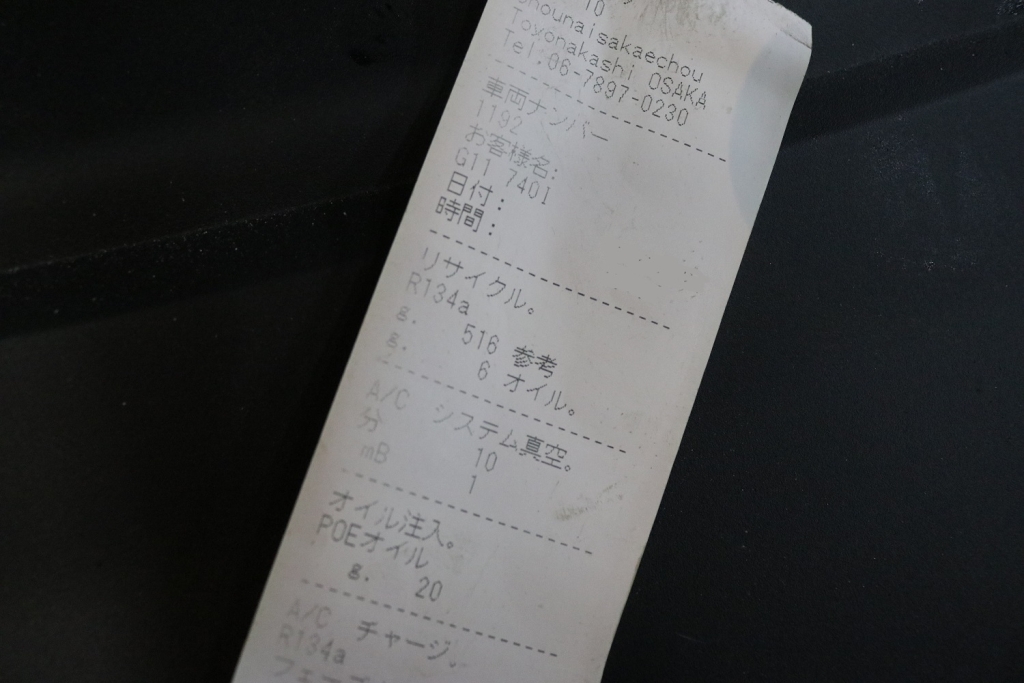 10
Shounaisakaechou
Toyonakashi OSAKA
Tel:06-7897-0230
車両ナンバー
1192
お客様名:
G11 7401
日付:
時間:
リサイクル。
R134a
g. 516 参考
g. 6 オイル。
A/C システム真空。
分 10
mB 1
オイル注入。
POEオイル
g. 20
A/C チャージ。
R134a